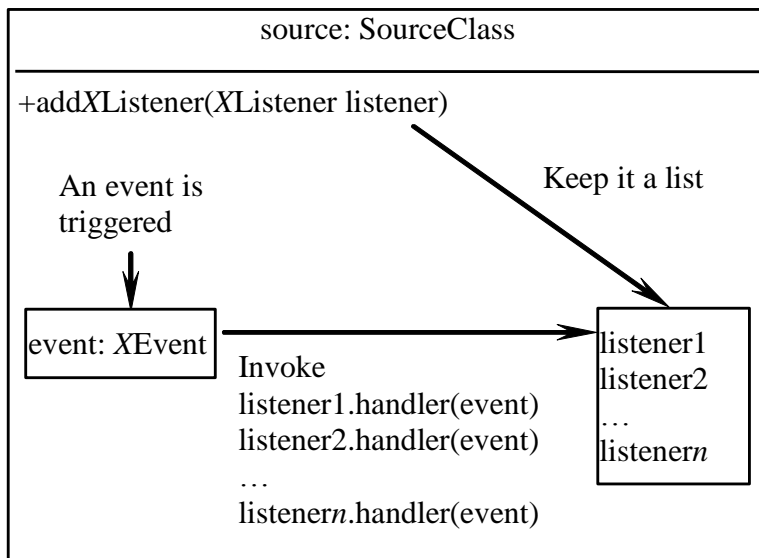 source: SourceClass
+addXListener(XListener listener)
An event is
triggered
Keep it a list
event: XEvent
Invoke
listener1.handler(event)
listener2.handler(event)
…
listenern.handler(event)
listener1
listener2
…
listenern